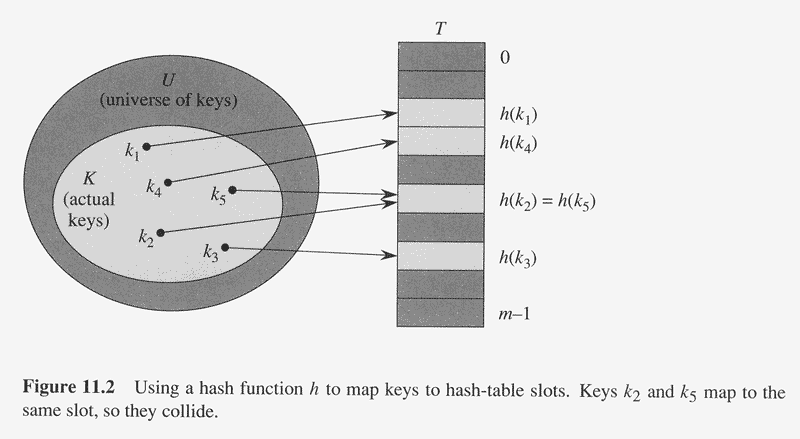 T
U
(universe of keys)
0
h(k₁)
k₁
h(k₄)
K
(actual
keys)
k₄
k₅
h(k₂) = h(k₅)
k₂
k₃
h(k₃)
m–1
Figure 11.2 Using a hash function h to map keys to hash-table slots. Keys k₂ and k₅ map to the
same slot, so they collide.